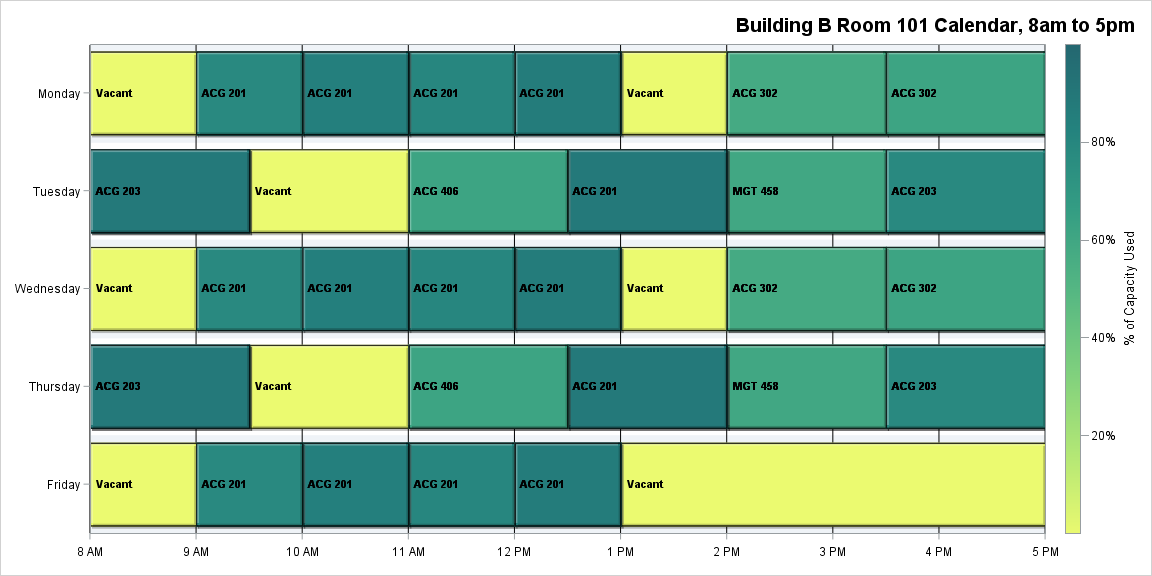 Building B Room 101 Calendar, 8am to 5pm
Monday
Vacant
ACG 201
ACG 201
ACG 201
ACG 201
Vacant
ACG 302
ACG 302
Tuesday
ACG 203
Vacant
ACG 406
ACG 201
MGT 458
ACG 203
Wednesday
Vacant
ACG 201
ACG 201
ACG 201
ACG 201
Vacant
ACG 302
ACG 302
Thursday
ACG 203
Vacant
ACG 406
ACG 201
MGT 458
ACG 203
Friday
Vacant
ACG 201
ACG 201
ACG 201
ACG 201
Vacant
8 AM
9 AM
10 AM
11 AM
12 PM
1 PM
2 PM
3 PM
4 PM
5 PM
80%
60%
40%
20%
% of Capacity Used